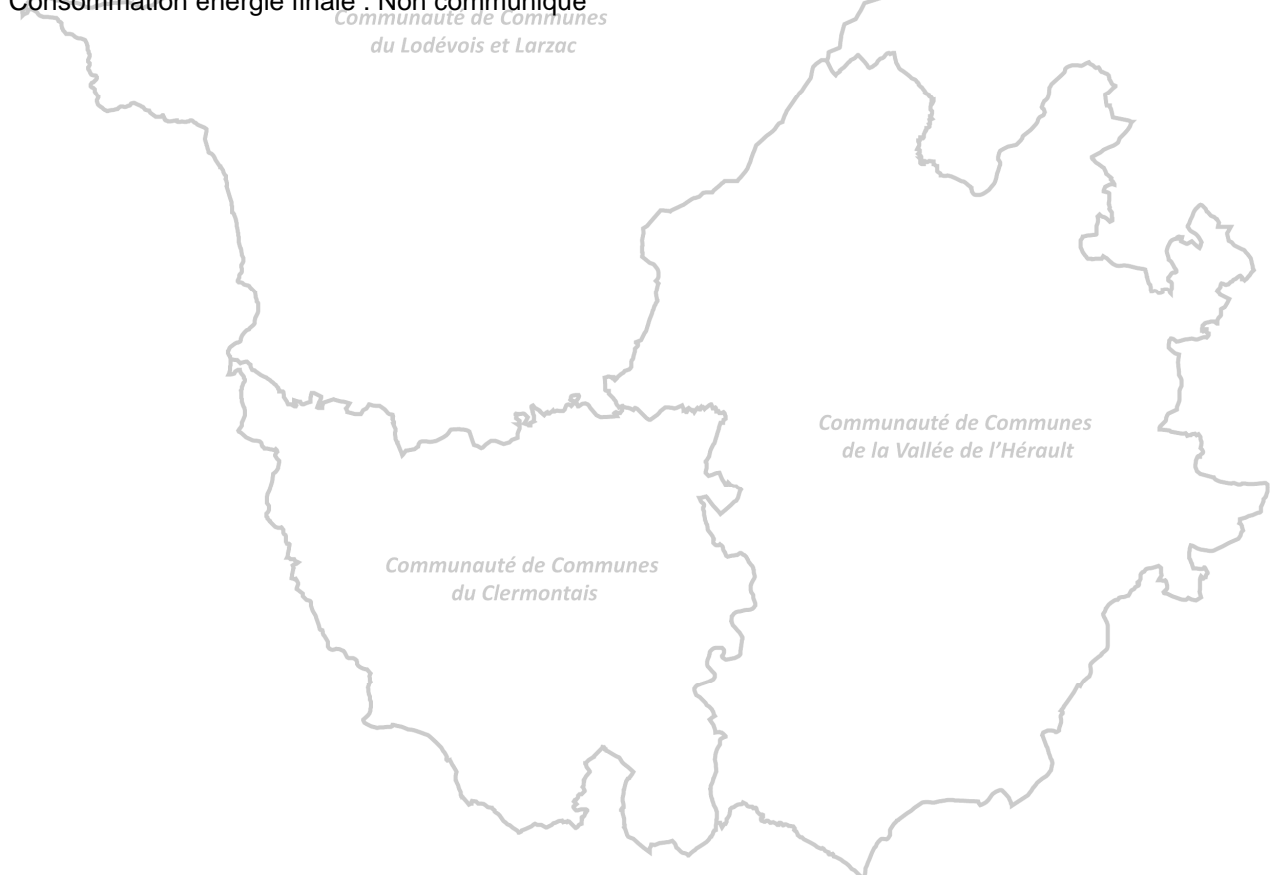 Consommation énergie finale : Non communiqué
Communauté de Communes
du Lodévois et Larzac
Communauté de Communes
de la Vallée de l'Hérault
Communauté de Communes
du Clermontais